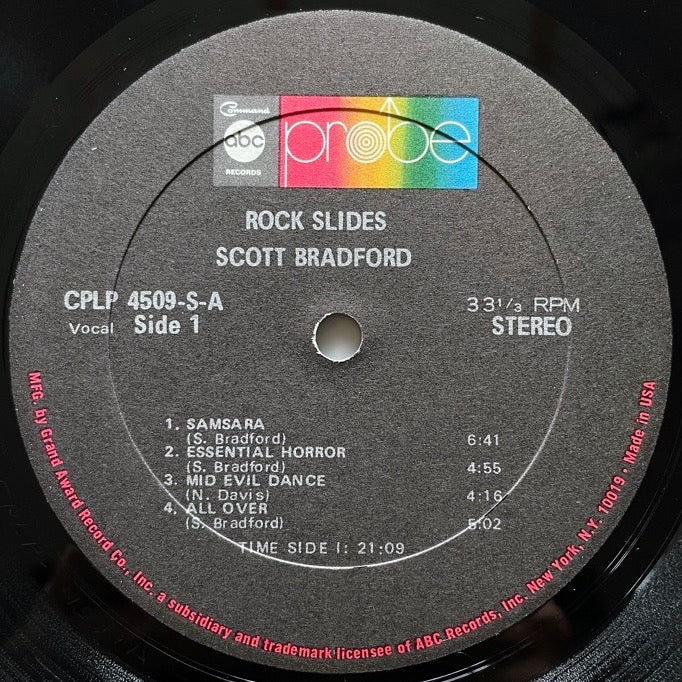 Command
abc
RECORDS
probe
ROCK SLIDES
SCOTT BRADFORD
CPLP 4509-S-A
Vocal Side 1
33 1/3 RPM
STEREO
1. SAMSARA
(S. Bradford) 6:41
2. ESSENTIAL HORROR
(S. Bradford) 4:55
3. MID EVIL DANCE
(N. Davis) 4:16
4. ALL OVER
(S. Bradford) 5:02
TIME SIDE I: 21:09
MFG. by Grand Award Record Co., Inc. a subsidiary and trademark licensee of ABC Records, Inc. New York, N.Y. 10019 • Made in USA